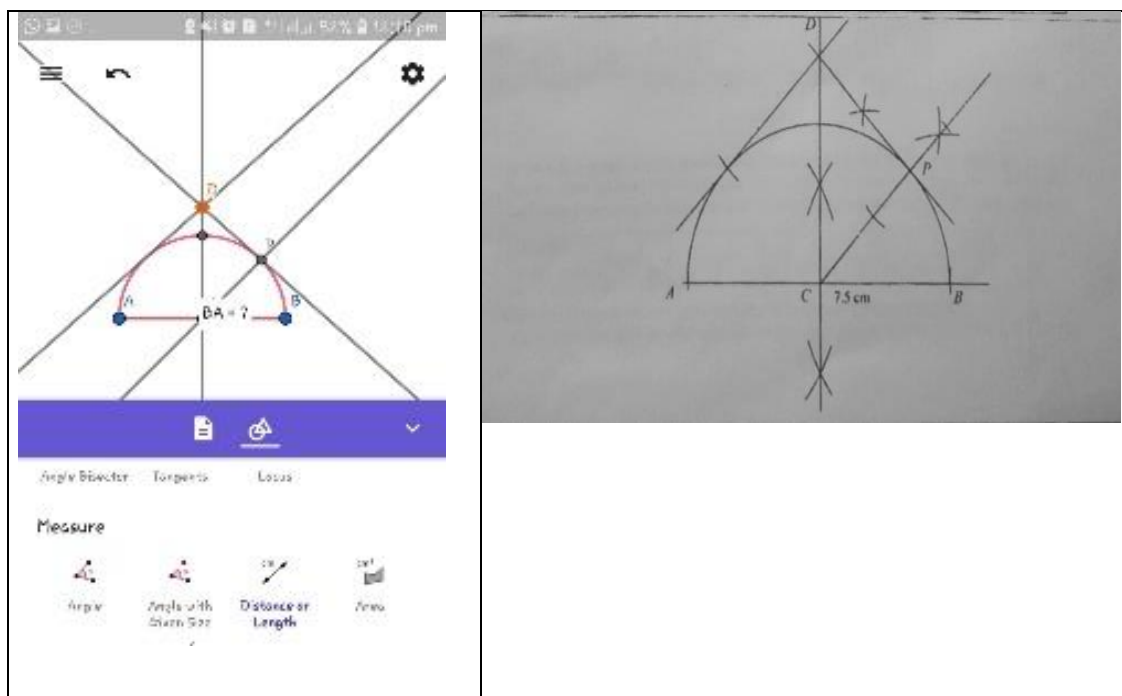 D
A
BA = 7
B
Angle Bisector Tangents Locus
Measure
Angle
Angle with Given Size
Distance or Length
Area
D
P
A
C
7.5 cm
B